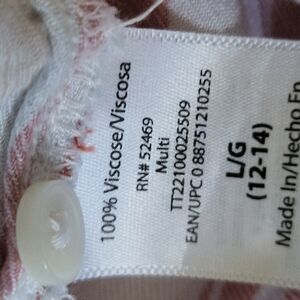 100% Viscose/Viscosa
RN# 52469
Multi
TT22100025509
EAN/UPC 0 88751210255
L/G
(12-14)
Made In/Hecho En